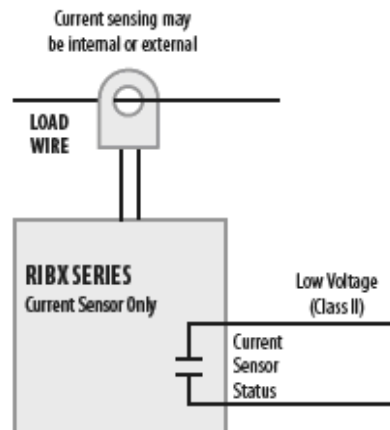 Current sensing may
be internal or external
LOAD
WIRE
RIBX SERIES
Current Sensor Only
Low Voltage
(Class II)
Current
Sensor
Status